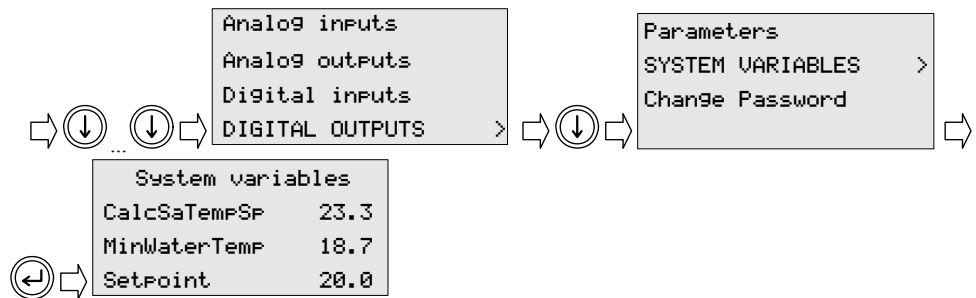 Analog inputs
Analog outputs
Digital inputs
DIGITAL OUTPUTS >
...
Parameters
SYSTEM VARIABLES >
Change Password
System variables
CalcSaTempSp 23.3
MinWaterTemp 18.7
Setpoint 20.0